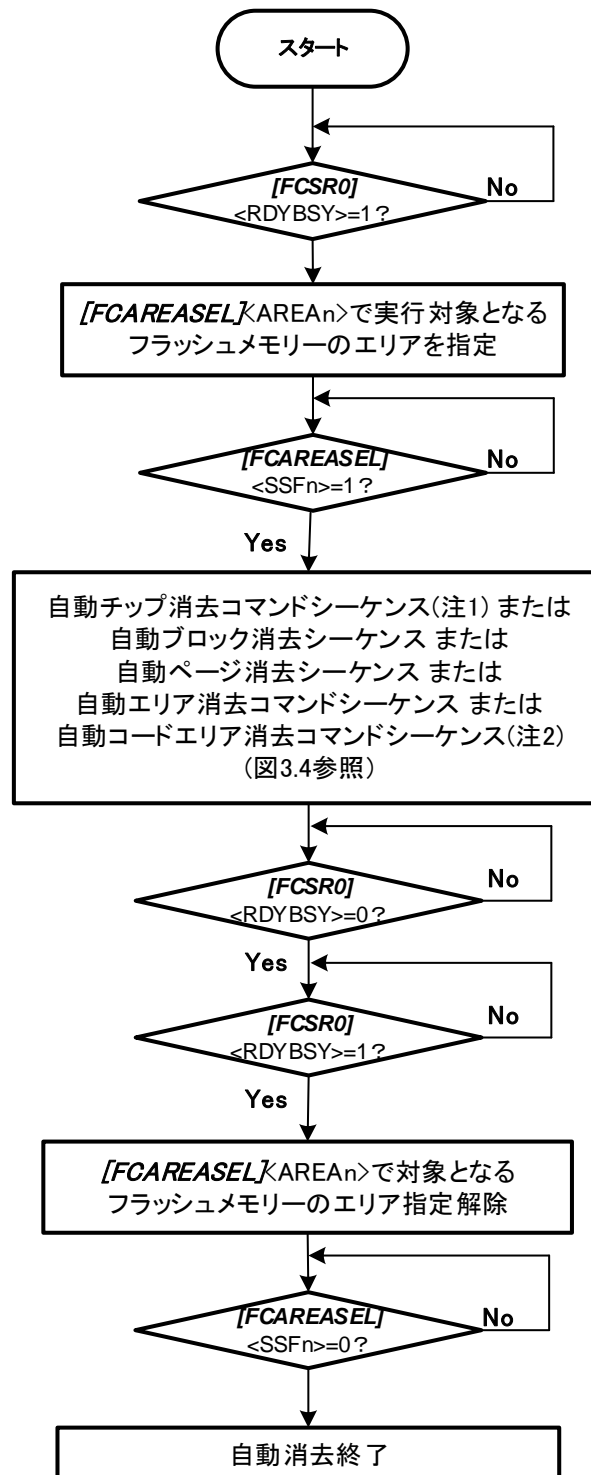 スタート
[FCSR0]
<RDYBSY>=1?
No
[FCAREASEL]<AREAn>で実行対象となる
フラッシュメモリーのエリアを指定
[FCAREASEL]
<SSFn>=1?
No
Yes
自動チップ消去コマンドシーケンス(注1) または
自動ブロック消去シーケンス または
自動ページ消去シーケンス または
自動エリア消去コマンドシーケンス または
自動コードエリア消去コマンドシーケンス(注2)
(図3.4参照)
[FCSR0]
<RDYBSY>=0?
No
Yes
[FCSR0]
<RDYBSY>=1?
No
Yes
[FCAREASEL]<AREAn>で対象となる
フラッシュメモリーのエリア指定解除
[FCAREASEL]
<SSFn>=0?
No
自動消去終了